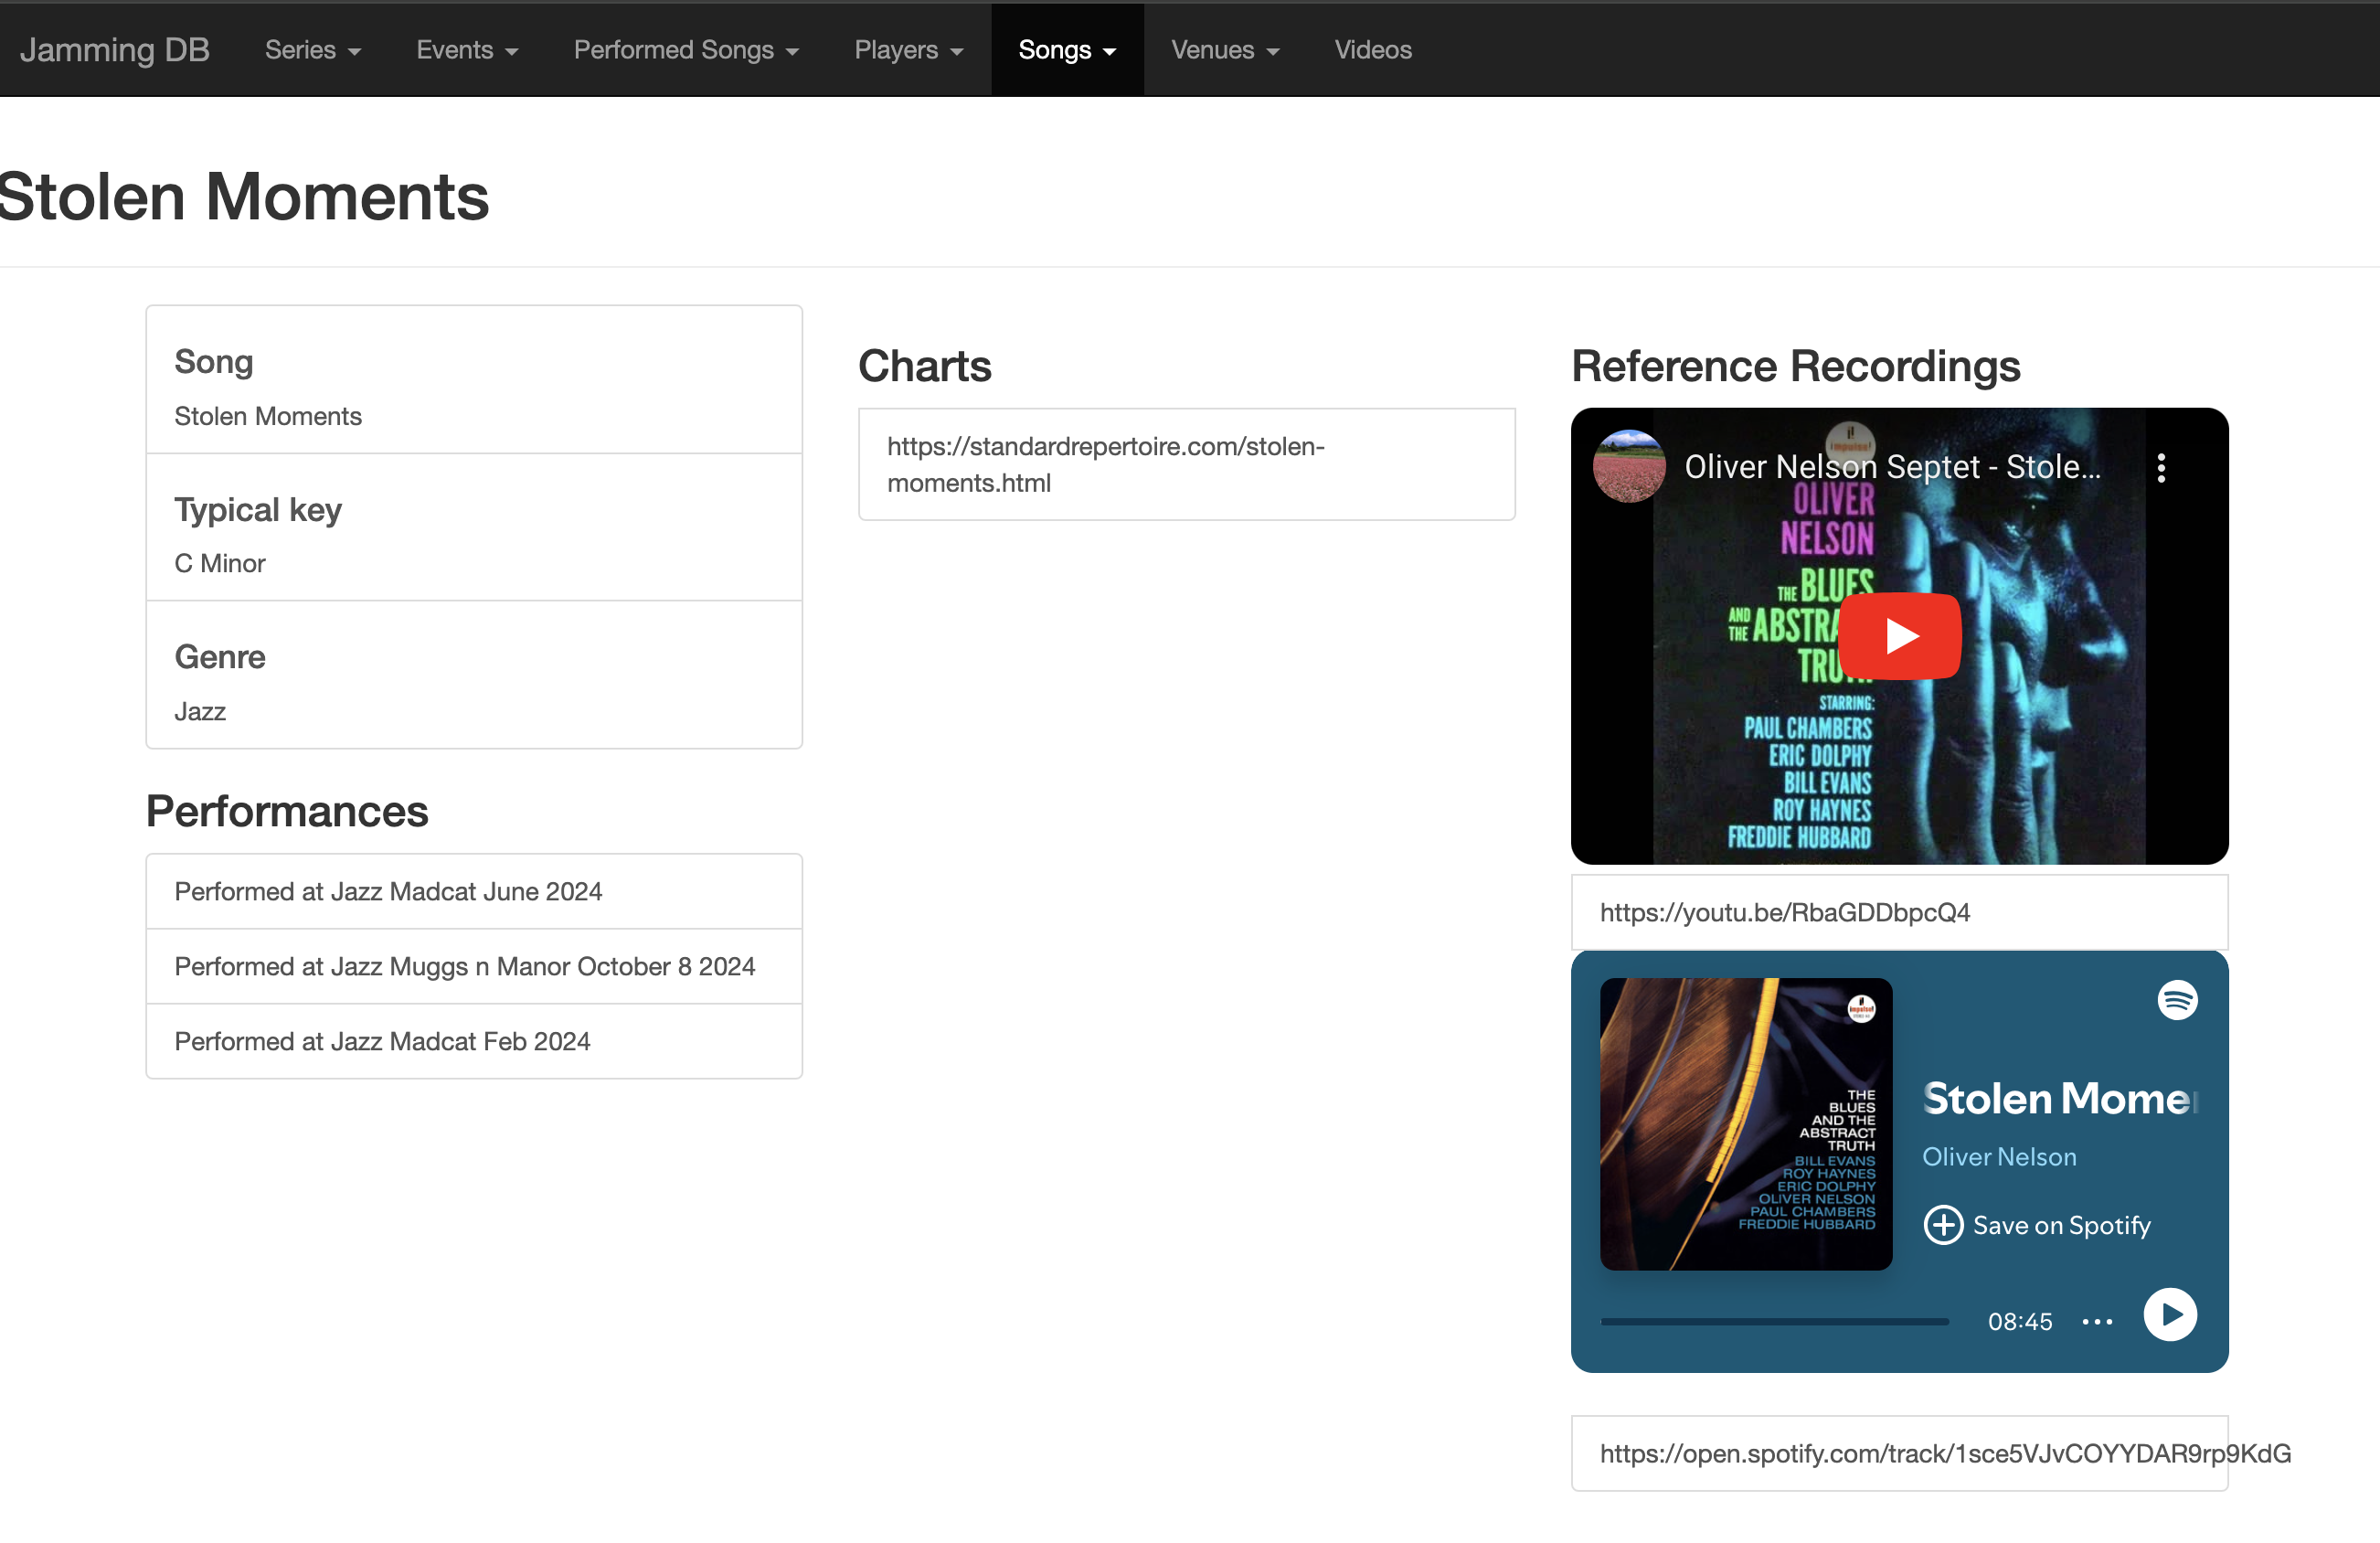 Jamming DB Series Events Performed Songs Players Songs Venues Videos
Stolen Moments
Song
Stolen Moments
Typical key
C Minor
Genre
Jazz
Performances
Performed at Jazz Madcat June 2024
Performed at Jazz Muggs n Manor October 8 2024
Performed at Jazz Madcat Feb 2024
Charts
https://standardrepertoire.com/stolen-
moments.html
Reference Recordings
impulse!
Oliver Nelson Septet - Stole...
OLIVER
NELSON
THE BLUES
AND
THE ABSTRA
TRU
STARRING:
PAUL CHAMBERS
ERIC DOLPHY
BILL EVANS
ROY HAYNES
FREDDIE HUBBARD
https://youtu.be/RbaGDDbpcQ4
impulse!
THE
BLUES
AND THE
ABSTRACT
TRUTH
BILL EVANS
ROY HAYNES
ERIC DOLPHY
OLIVER NELSON
PAUL CHAMBERS
FREDDIE HUBBARD
Stolen Mome
Oliver Nelson
Save on Spotify
08:45
https://open.spotify.com/track/1sce5VJvCOYYDAR9rp9KdG